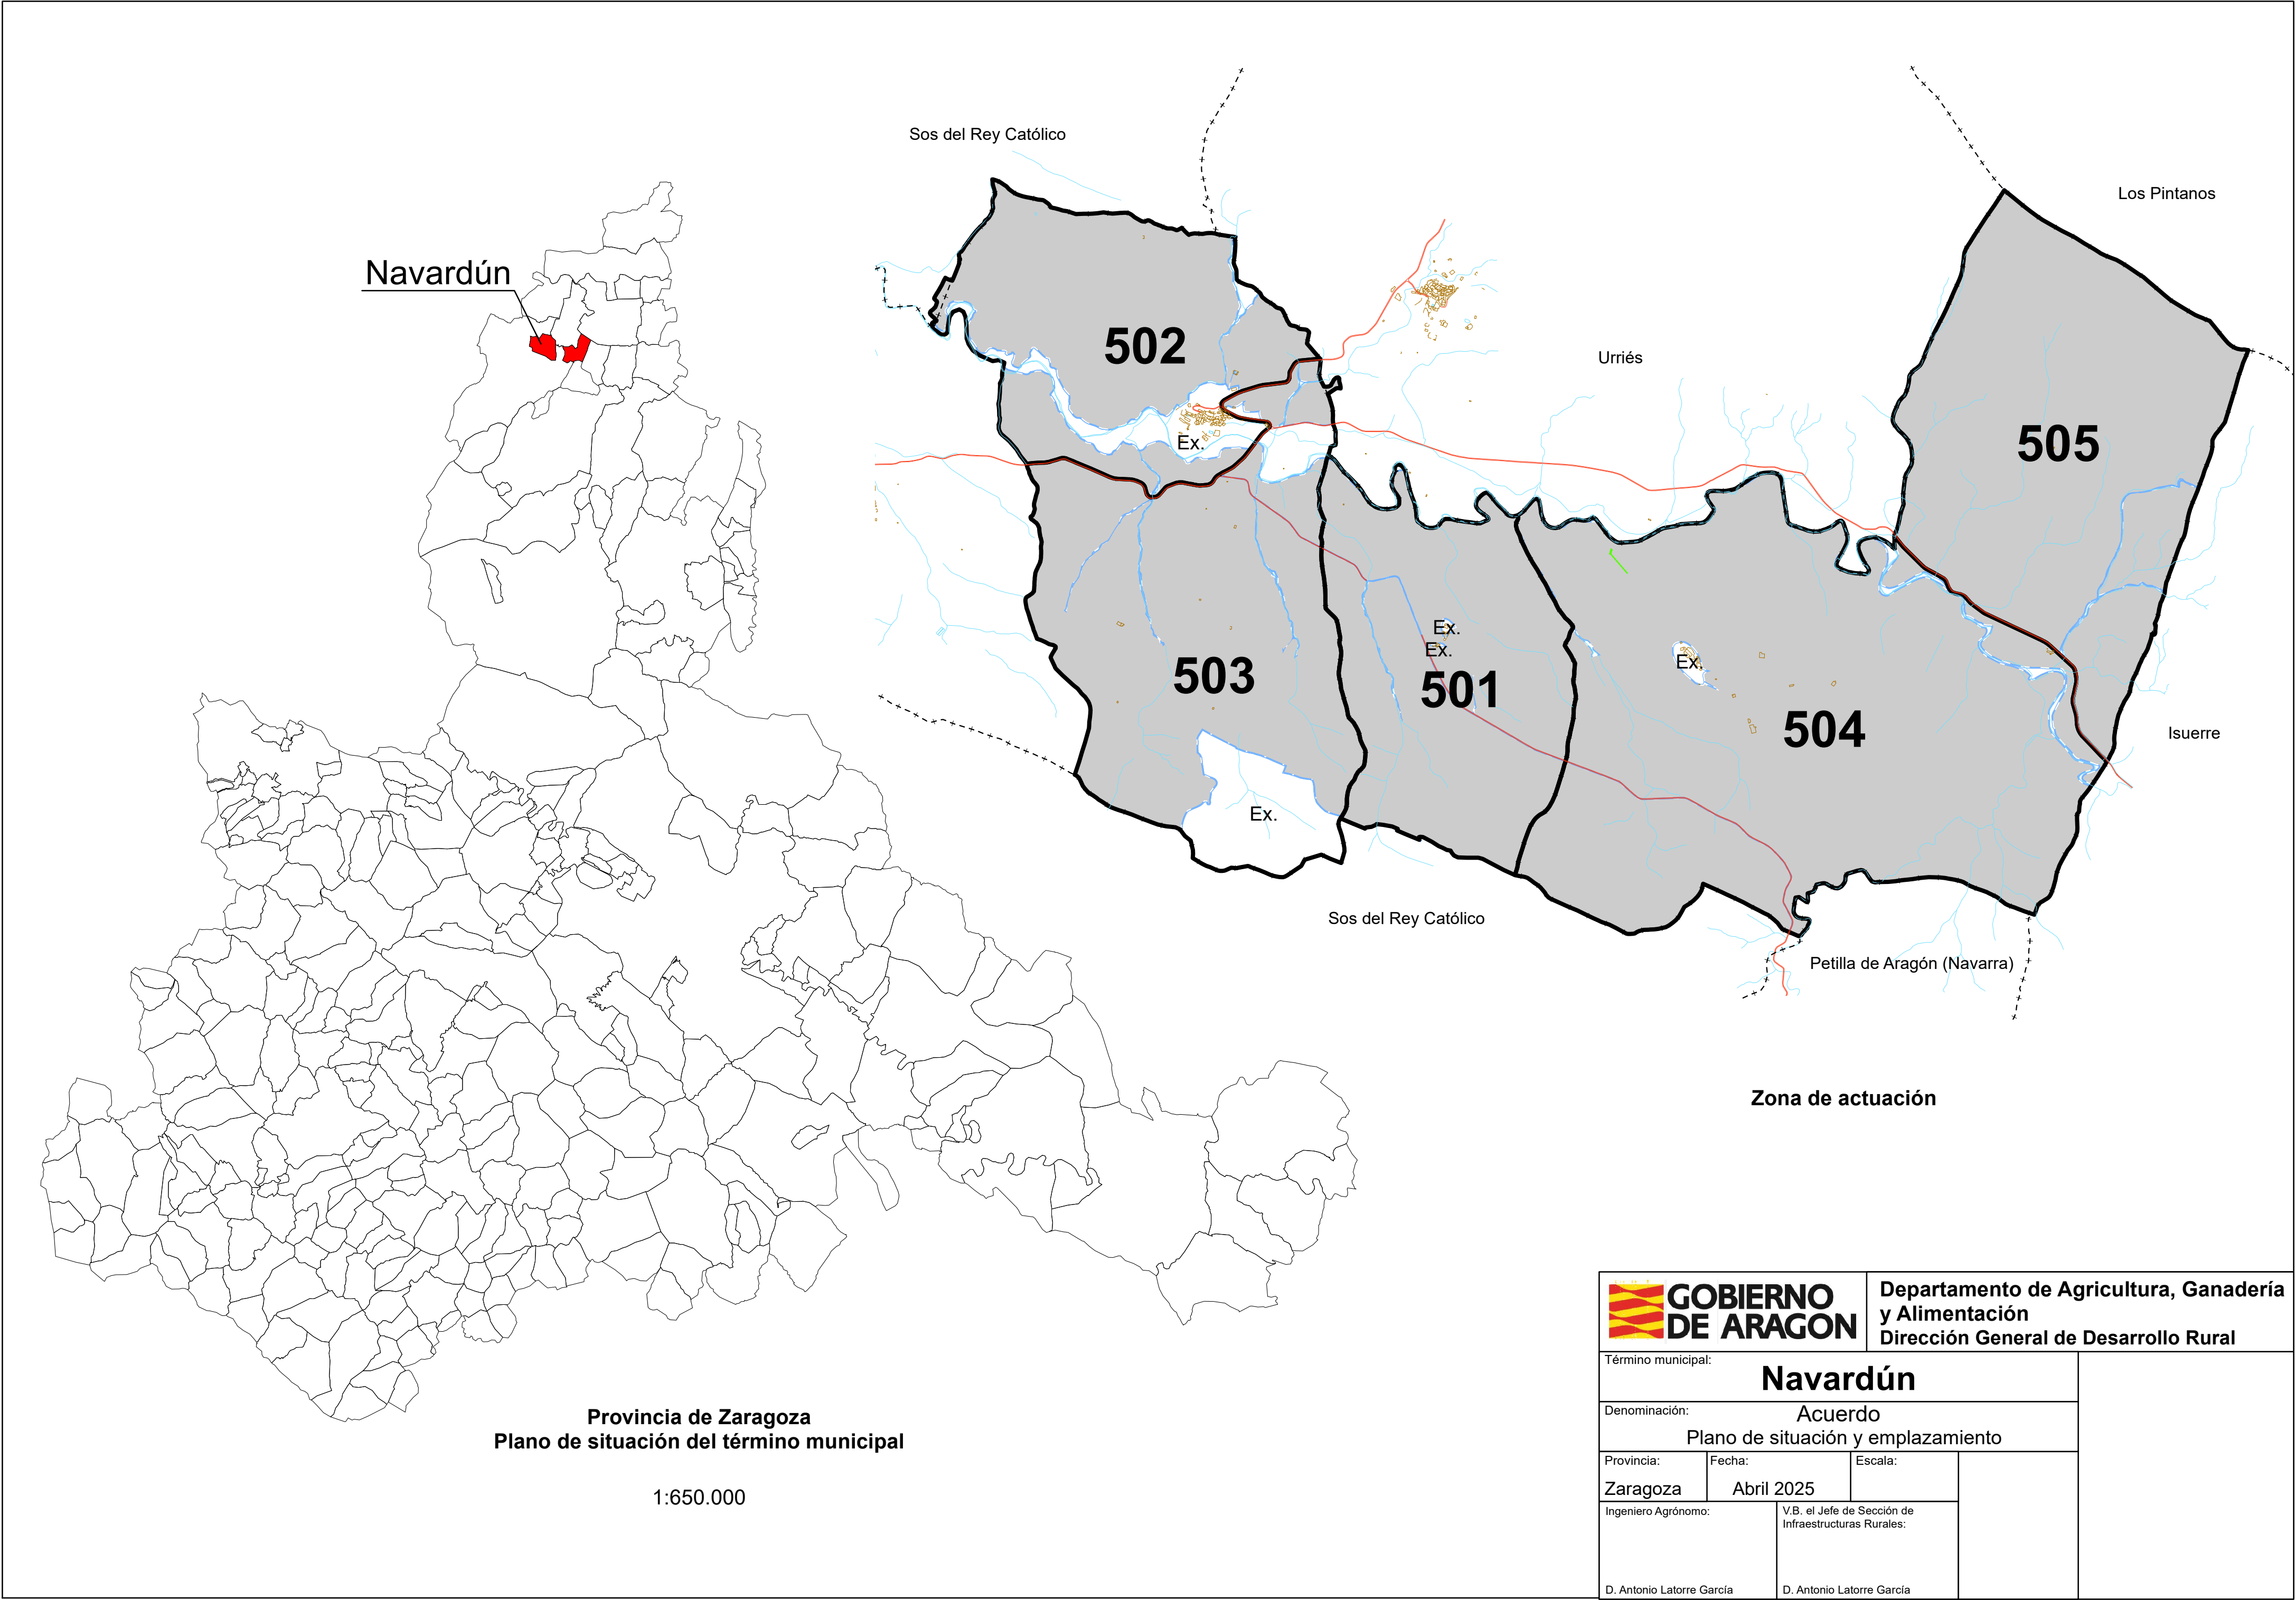 Sos del Rey Católico
Los Pintanos
Navardún
502
Urriés
505
Ex.
Ex.
Ex.
503
501
Ex.
504
Isuerre
Ex.
Sos del Rey Católico
Petilla de Aragón (Navarra)
Zona de actuación
Provincia de Zaragoza
Plano de situación del término municipal
1:650.000
GOBIERNO
DE ARAGON
Departamento de Agricultura, Ganadería
y Alimentación
Dirección General de Desarrollo Rural
Término municipal:
Navardún
Denominación:
Acuerdo
Plano de situación y emplazamiento
Provincia:
Zaragoza
Fecha:
Abril 2025
Escala:
Ingeniero Agrónomo:
D. Antonio Latorre García
V.B. el Jefe de Sección de
Infraestructuras Rurales:
D. Antonio Latorre García